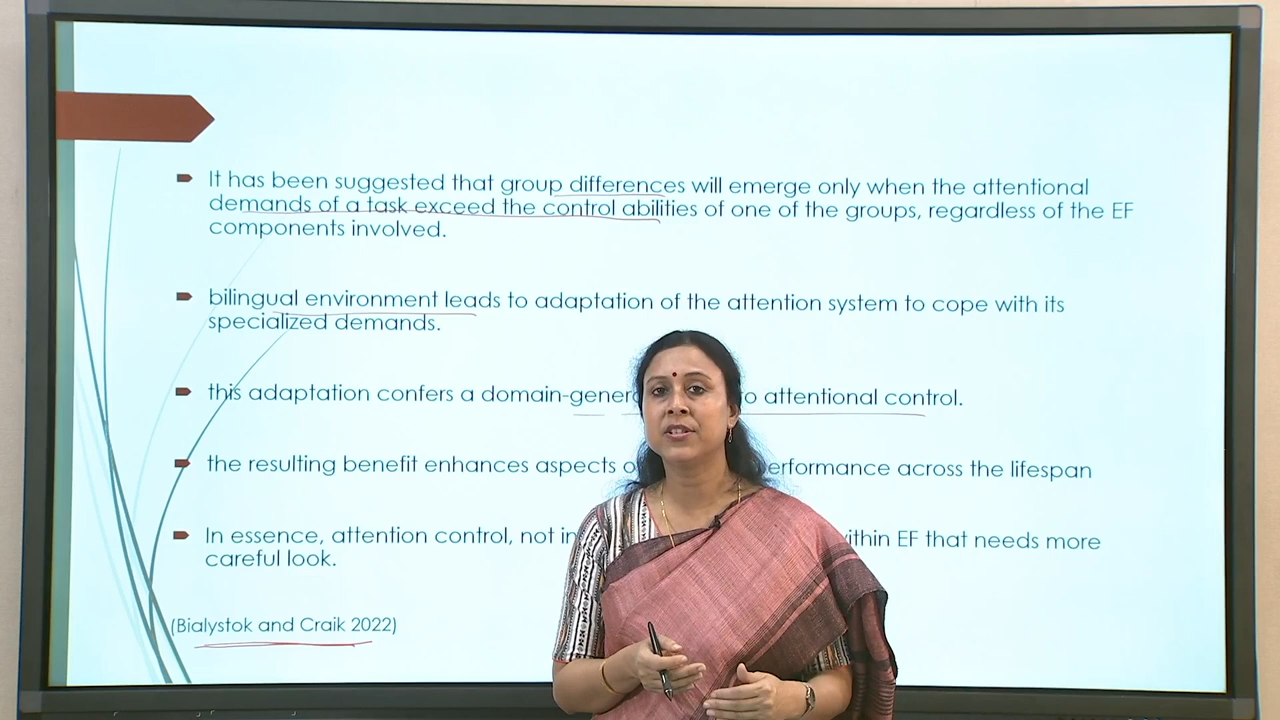 It has been suggested that group differences will emerge only when the attentional
demands of a task exceed the control abilities of one of the groups, regardless of the EF
components involved.
bilingual environment leads to adaptation of the attention system to cope with its
specialized demands.
this adaptation confers a domain-gener to attentional control.
the resulting benefit enhances aspects o erformance across the lifespan
In essence, attention control, not in within EF that needs more
careful look.
(Bialystok and Craik 2022)